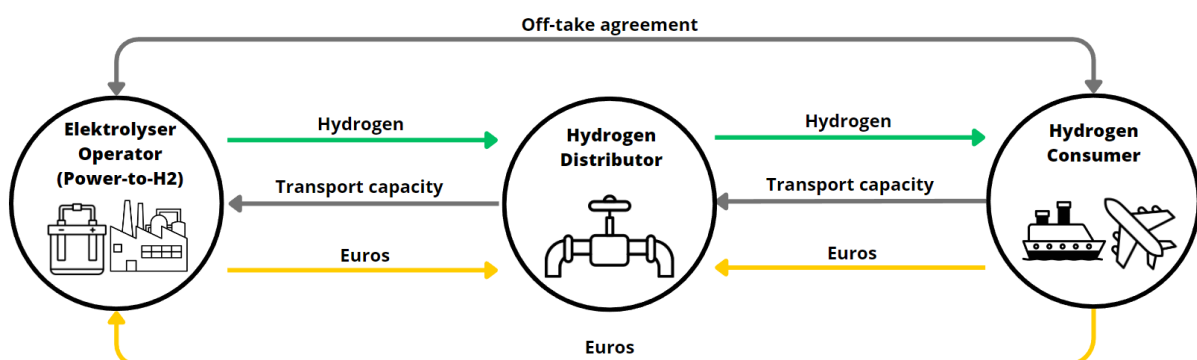 Off-take agreement
Elektrolyser
Operator
(Power-to-H2)
Hydrogen
Hydrogen
Distributor
Hydrogen
Hydrogen
Consumer
Transport capacity
Transport capacity
Euros
Euros
Euros